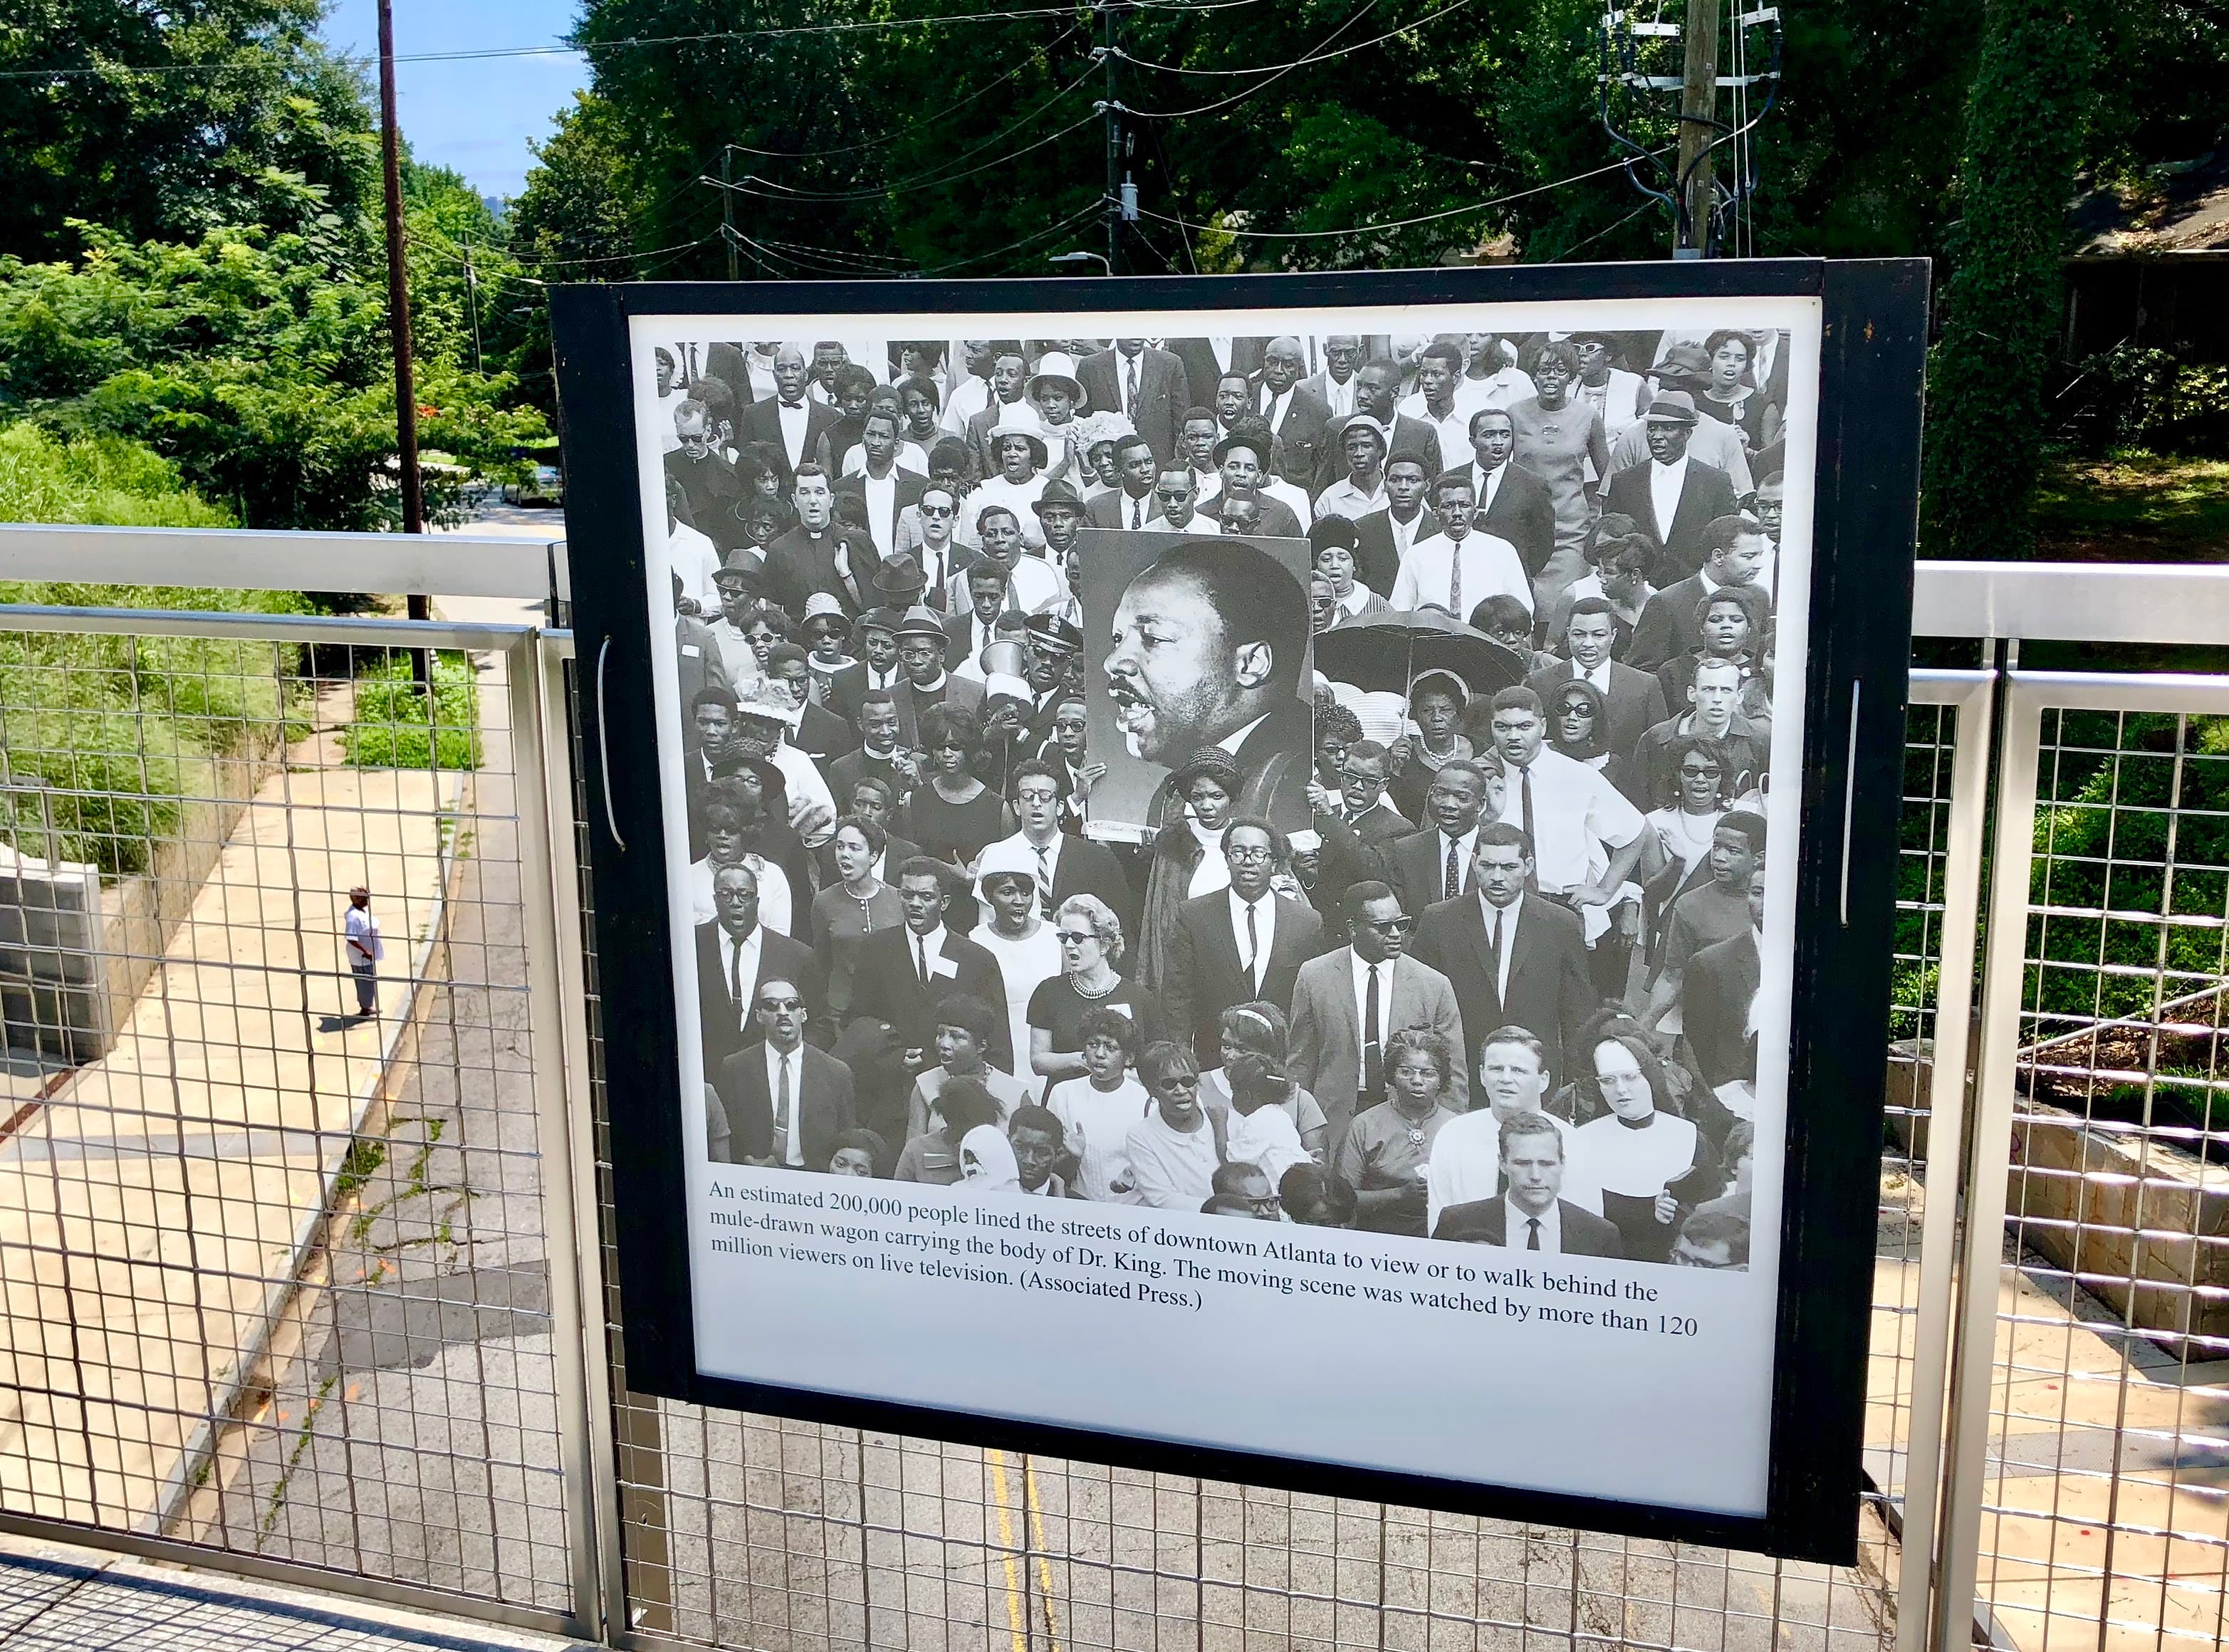 An estimated 200,000 people lined the streets of downtown Atlanta to view or to walk behind the
mule-drawn wagon carrying the body of Dr. King. The moving scene was watched by more than 120
million viewers on live television. (Associated Press.)